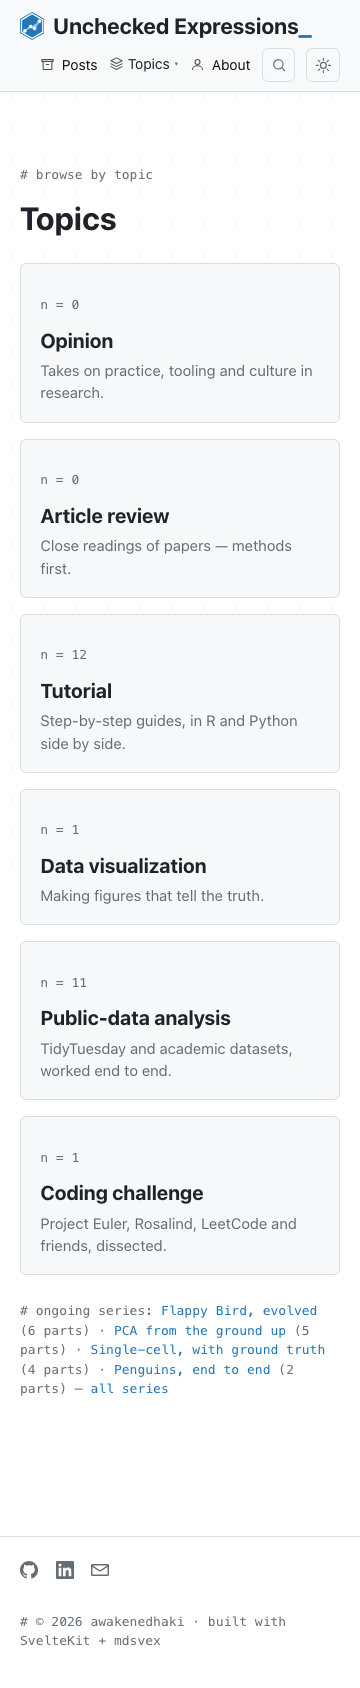 Unchecked Expressions_
Posts Topics About
# browse by topic
Topics
n = 0
Opinion
Takes on practice, tooling and culture in
research.
n = 0
Article review
Close readings of papers — methods
first.
n = 12
Tutorial
Step-by-step guides, in R and Python
side by side.
n = 1
Data visualization
Making figures that tell the truth.
n = 11
Public-data analysis
TidyTuesday and academic datasets,
worked end to end.
n = 1
Coding challenge
Project Euler, Rosalind, LeetCode and
friends, dissected.
# ongoing series: Flappy Bird, evolved
(6 parts) · PCA from the ground up (5
parts) · Single-cell, with ground truth
(4 parts) · Penguins, end to end (2
parts) — all series
# © 2026 awakenedhaki · built with
SvelteKit + mdsvex